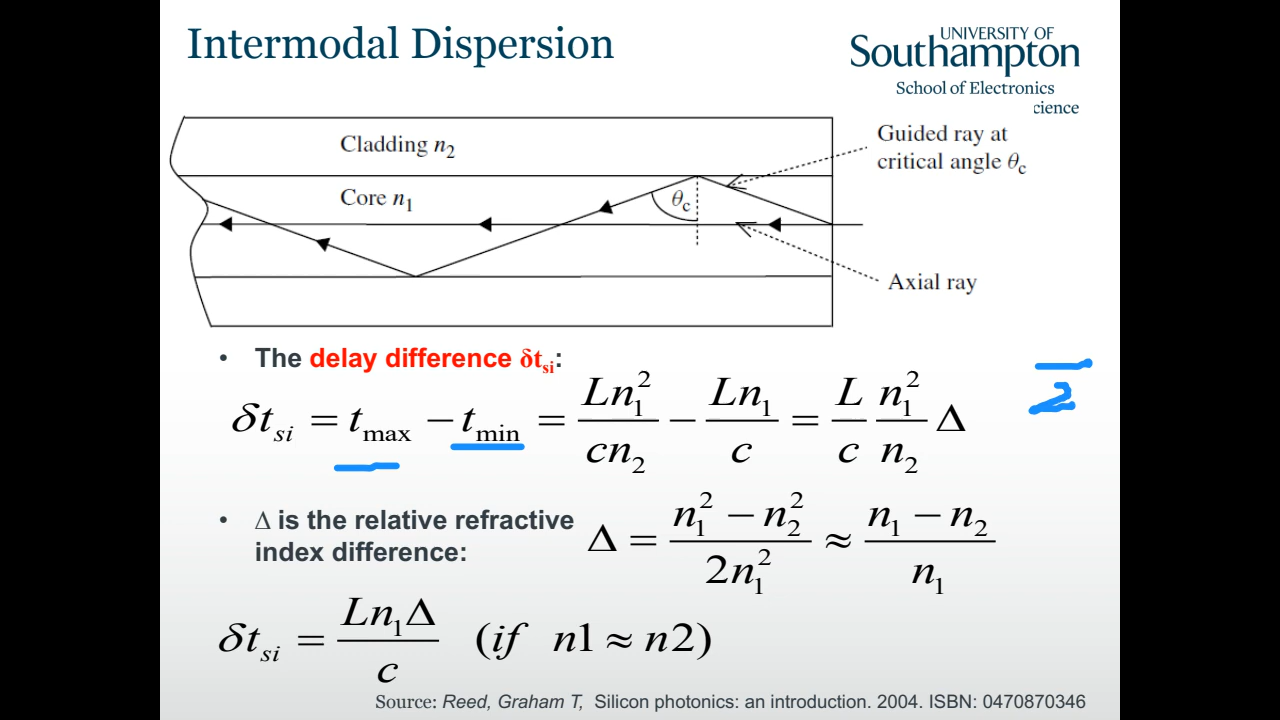 Intermodal Dispersion
UNIVERSITY OF
Southampton
School of Electronics
cience
Cladding n₂
Guided ray at
critical angle θc
Core n₁
θc
Axial ray
• The delay difference δtsi:
δtsi = tmax − tmin = Ln₁²/cn₂ − Ln₁/c = L/c n₁²/n₂ Δ
2
• Δ is the relative refractive
index difference:
Δ = n₁² − n₂²/2n₁² ≈ n₁ − n₂/n₁
δtsi = Ln₁Δ/c (if n1 ≈ n2)
Source: Reed, Graham T, Silicon photonics: an introduction. 2004. ISBN: 0470870346